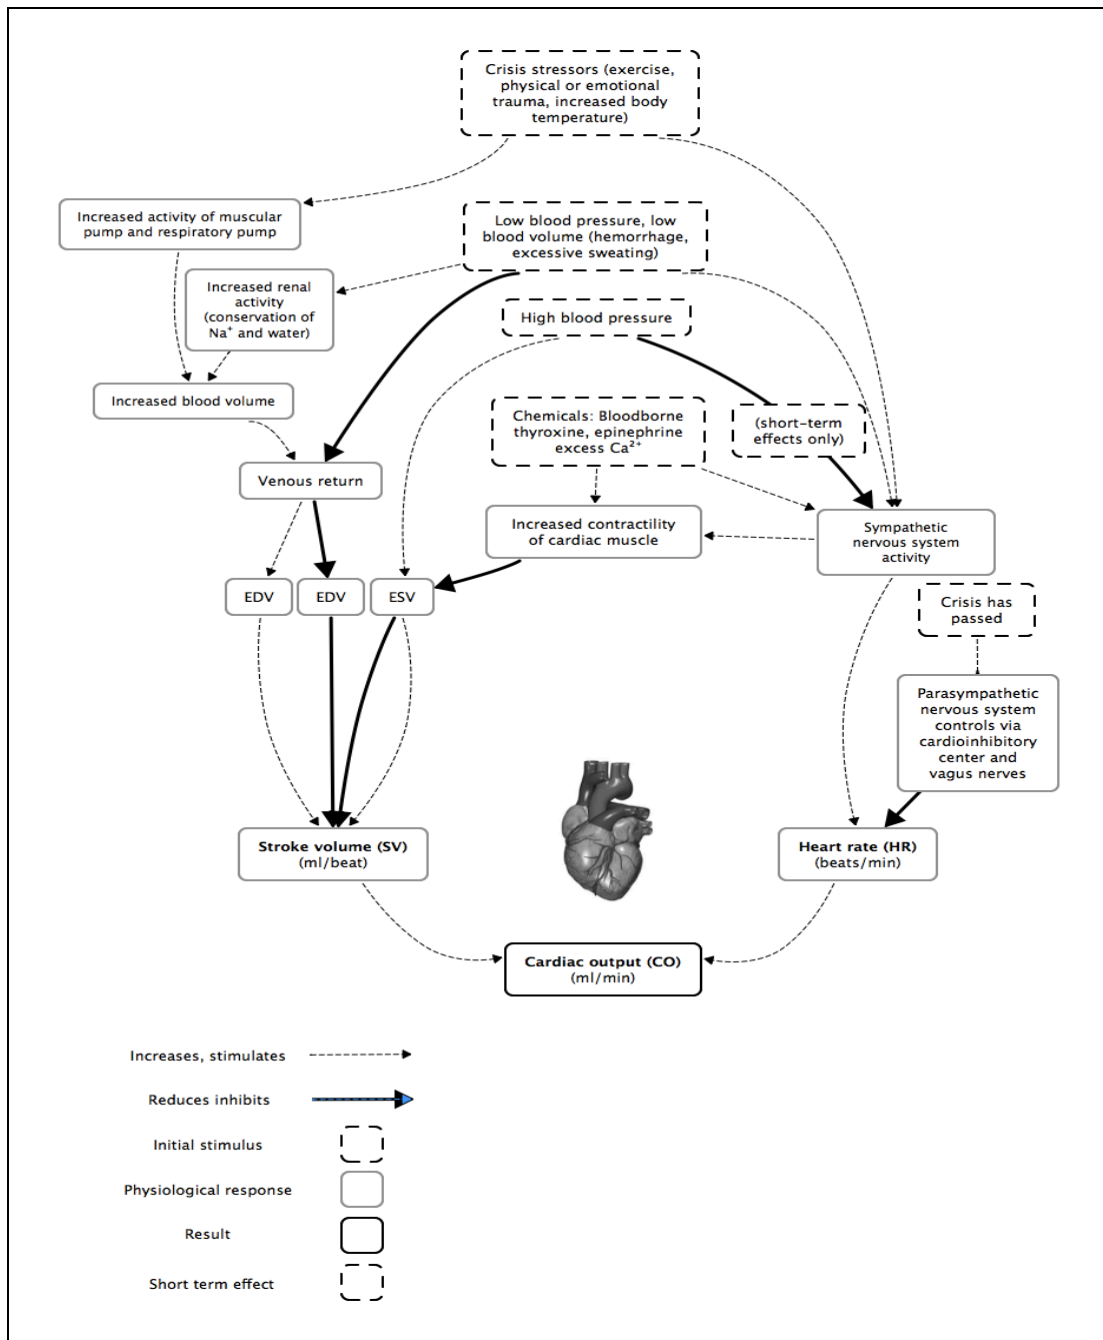 Crisis stressors (exercise,
physical or emotional
trauma, increased body
temperature)
Increased activity of muscular
pump and respiratory pump
Low blood pressure, low
blood volume (hemorrhage,
excessive sweating)
Increased renal
activity
(conservation of
Na⁺ and water)
High blood pressure
Increased blood volume
Chemicals: Bloodborne
thyroxine, epinephrine
excess Ca²⁺
(short-term
effects only)
Venous return
Increased contractility
of cardiac muscle
Sympathetic
nervous system
activity
EDV
EDV
ESV
Crisis has
passed
Parasympathetic
nervous system
controls via
cardioinhibitory
center and
vagus nerves
Stroke volume (SV)
(ml/beat)
Heart rate (HR)
(beats/min)
Cardiac output (CO)
(ml/min)
Increases, stimulates
Reduces inhibits
Initial stimulus
Physiological response
Result
Short term effect